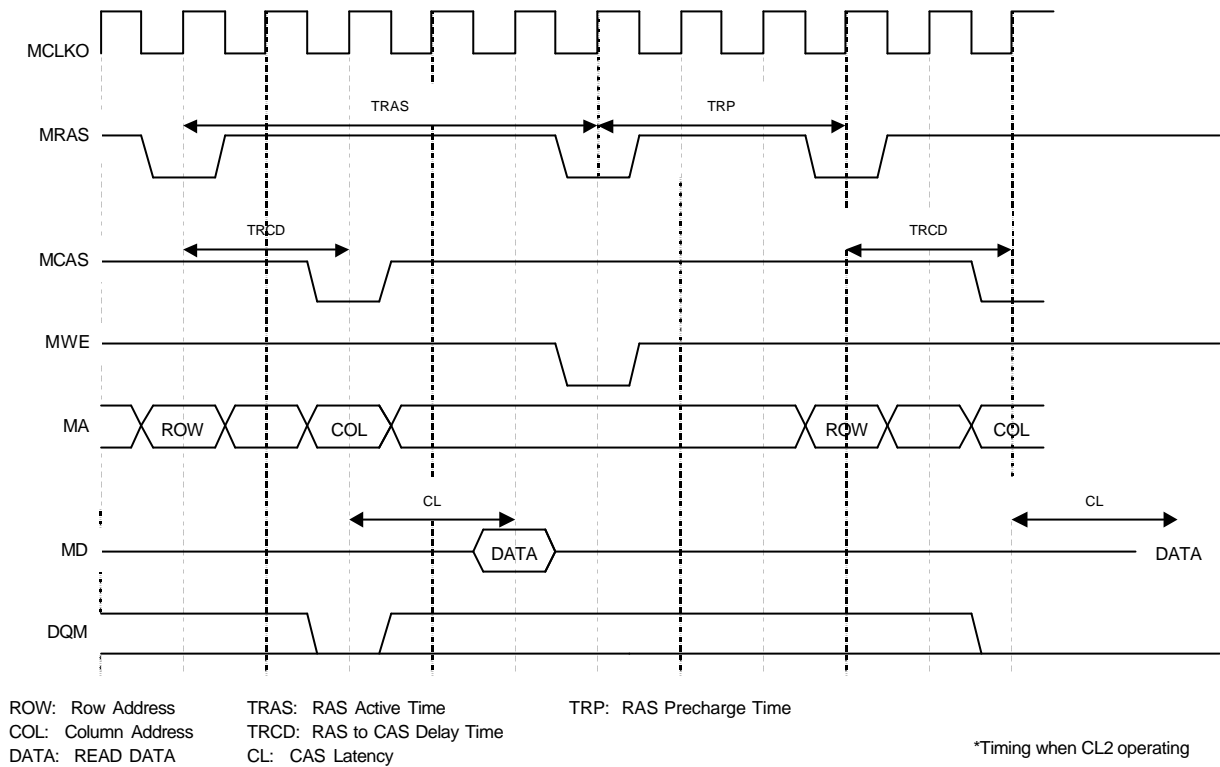 MCLKO
TRAS TRP
MRAS
TRCD TRCD
MCAS
MWE
MA ROW COL ROW COL
CL CL
MD DATA DATA
DQM
ROW: Row Address TRAS: RAS Active Time TRP: RAS Precharge Time
COL: Column Address TRCD: RAS to CAS Delay Time
DATA: READ DATA CL: CAS Latency
*Timing when CL2 operating